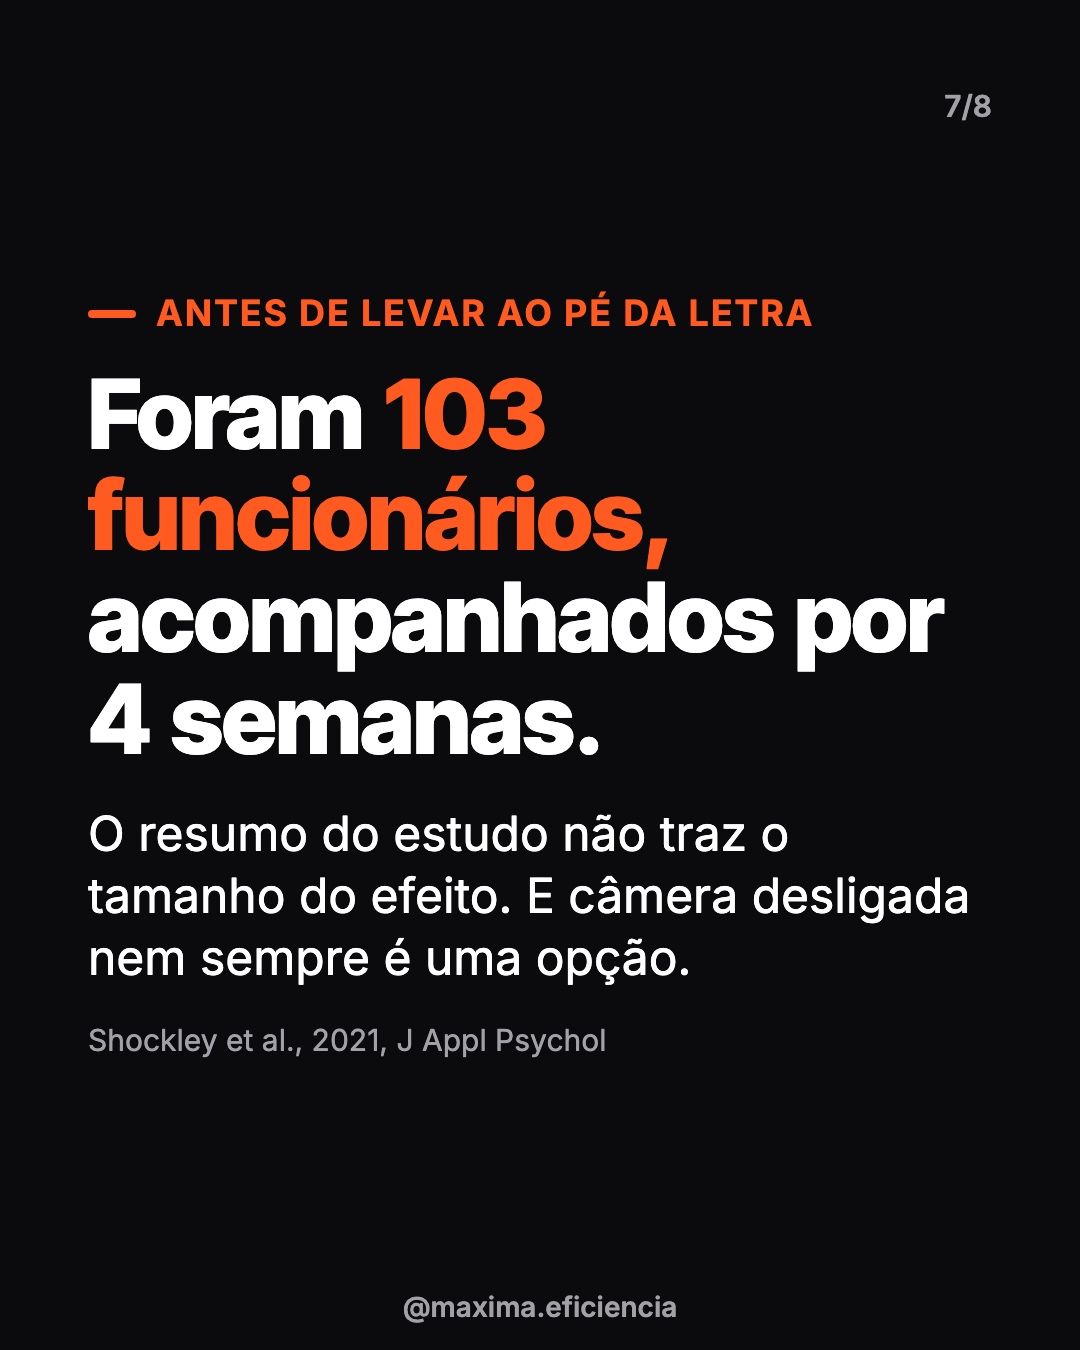 7/8
ANTES DE LEVAR AO PÉ DA LETRA
Foram 103
funcionários,
acompanhados por
4 semanas.
O resumo do estudo não traz o
tamanho do efeito. E câmera desligada
nem sempre é uma opção.
Shockley et al., 2021, J Appl Psychol
@maxima.eficiencia